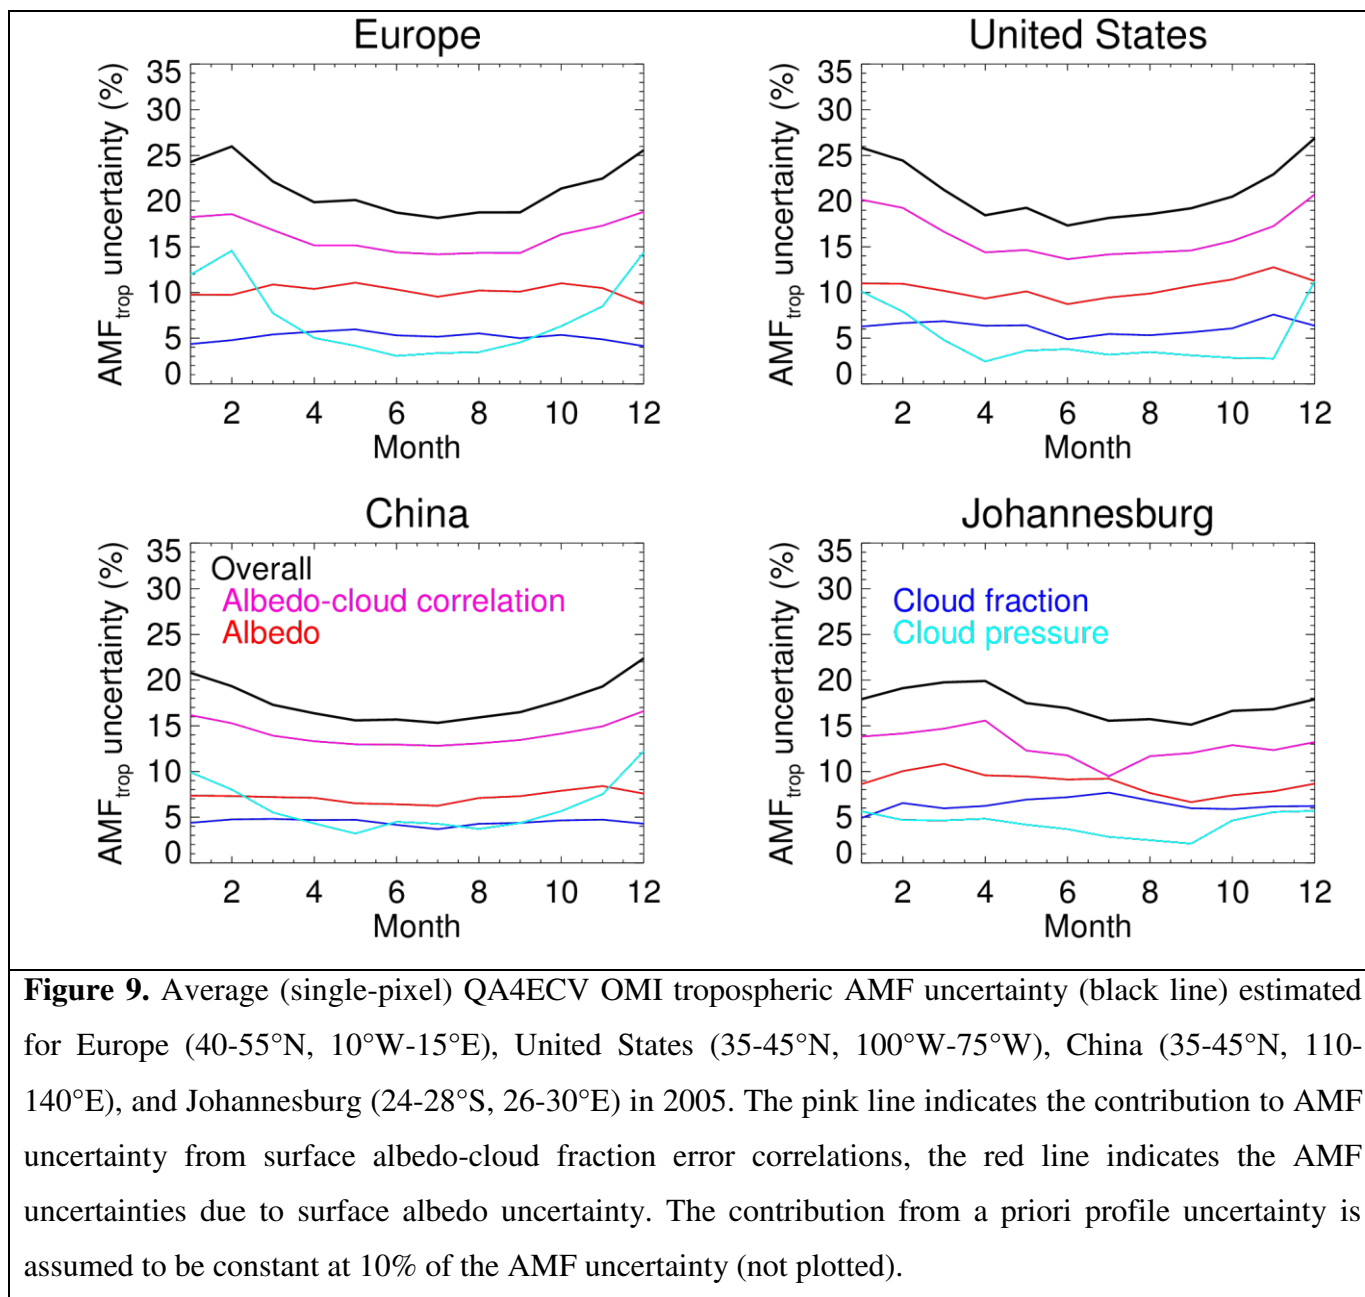 Europe
AMFtrop uncertainty (%)
35
30
25
20
15
10
5
0
2 4 6 8 10 12
Month
United States
AMFtrop uncertainty (%)
35
30
25
20
15
10
5
0
2 4 6 8 10 12
Month
China
AMFtrop uncertainty (%)
35
30
25
20
15
10
5
0
Overall
Albedo-cloud correlation
Albedo
2 4 6 8 10 12
Month
Johannesburg
AMFtrop uncertainty (%)
35
30
25
20
15
10
5
0
Cloud fraction
Cloud pressure
2 4 6 8 10 12
Month
Figure 9. Average (single-pixel) QA4ECV OMI tropospheric AMF uncertainty (black line) estimated
for Europe (40-55°N, 10°W-15°E), United States (35-45°N, 100°W-75°W), China (35-45°N, 110-
140°E), and Johannesburg (24-28°S, 26-30°E) in 2005. The pink line indicates the contribution to AMF
uncertainty from surface albedo-cloud fraction error correlations, the red line indicates the AMF
uncertainties due to surface albedo uncertainty. The contribution from a priori profile uncertainty is
assumed to be constant at 10% of the AMF uncertainty (not plotted).